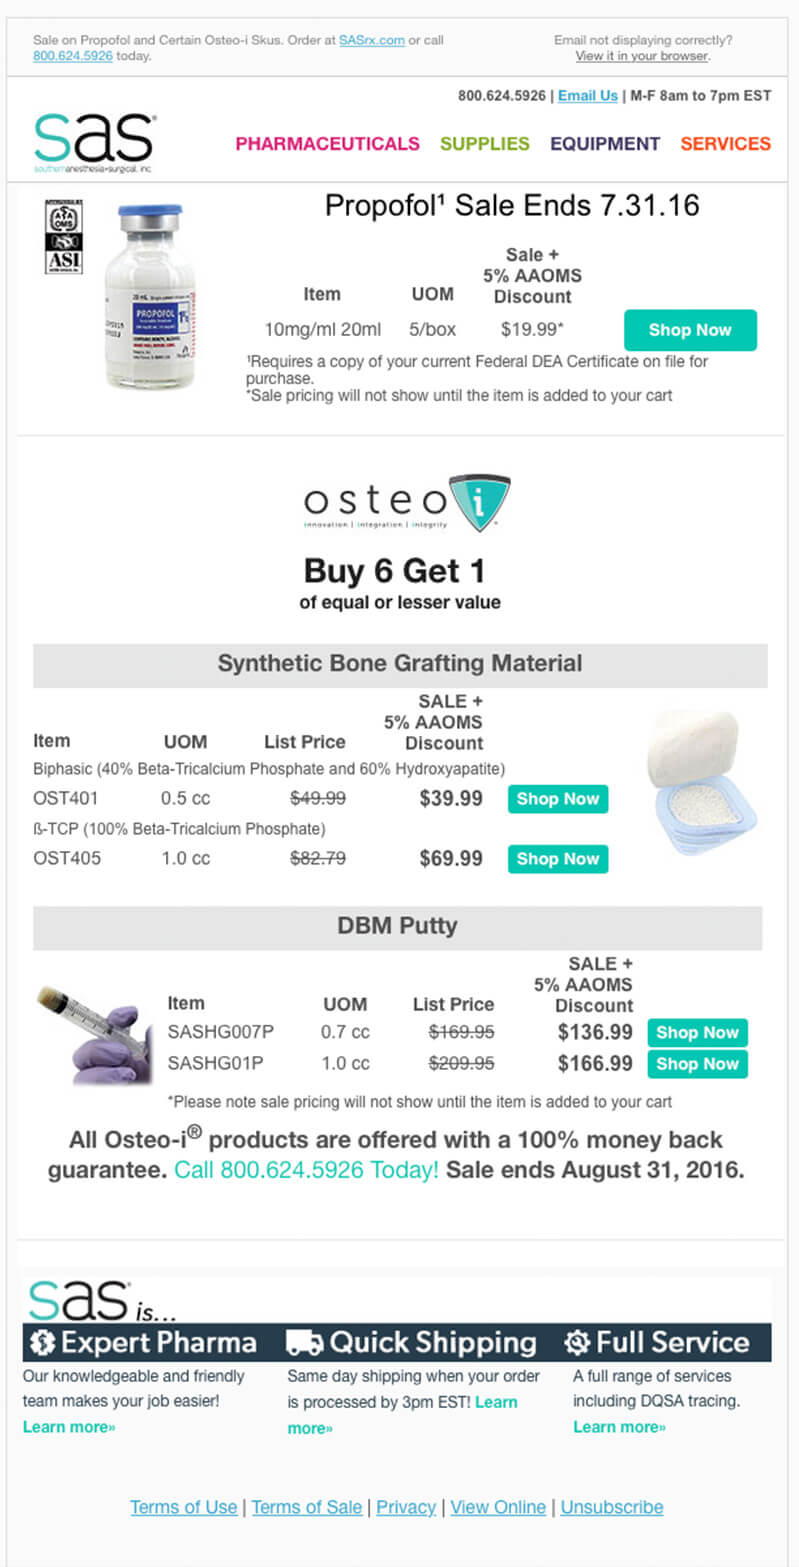 Sale on Propofol and Certain Osteo-i Skus. Order at SASrx.com or call
800.624.5926 today.
Email not displaying correctly?
View it in your browser.
800.624.5926 | Email Us | M-F 8am to 7pm EST
sas®
southernanesthesia+surgical, inc
PHARMACEUTICALS SUPPLIES EQUIPMENT SERVICES
APPROVED BY
AAOMS
ASI
Propofol¹ Sale Ends 7.31.16
20 mL
PROPOFOL
1%
Sale +
5% AAOMS
Item UOM Discount
10mg/ml 20ml 5/box $19.99* Shop Now
¹Requires a copy of your current Federal DEA Certificate on file for
purchase.
*Sale pricing will not show until the item is added to your cart
osteo i
innovation | integration | integrity
Buy 6 Get 1
of equal or lesser value
Synthetic Bone Grafting Material
SALE +
5% AAOMS
Item UOM List Price Discount
Biphasic (40% Beta-Tricalcium Phosphate and 60% Hydroxyapatite)
OST401 0.5 cc $49.99 $39.99 Shop Now
ß-TCP (100% Beta-Tricalcium Phosphate)
OST405 1.0 cc $82.79 $69.99 Shop Now
DBM Putty
SALE +
5% AAOMS
Item UOM List Price Discount
SASHG007P 0.7 cc $169.95 $136.99 Shop Now
SASHG01P 1.0 cc $209.95 $166.99 Shop Now
*Please note sale pricing will not show until the item is added to your cart
All Osteo-i® products are offered with a 100% money back
guarantee. Call 800.624.5926 Today! Sale ends August 31, 2016.
sas® is...
Expert Pharma
Our knowledgeable and friendly
team makes your job easier!
Learn more»
Quick Shipping
Same day shipping when your order
is processed by 3pm EST! Learn
more»
Full Service
A full range of services
including DQSA tracing.
Learn more»
Terms of Use | Terms of Sale | Privacy | View Online | Unsubscribe